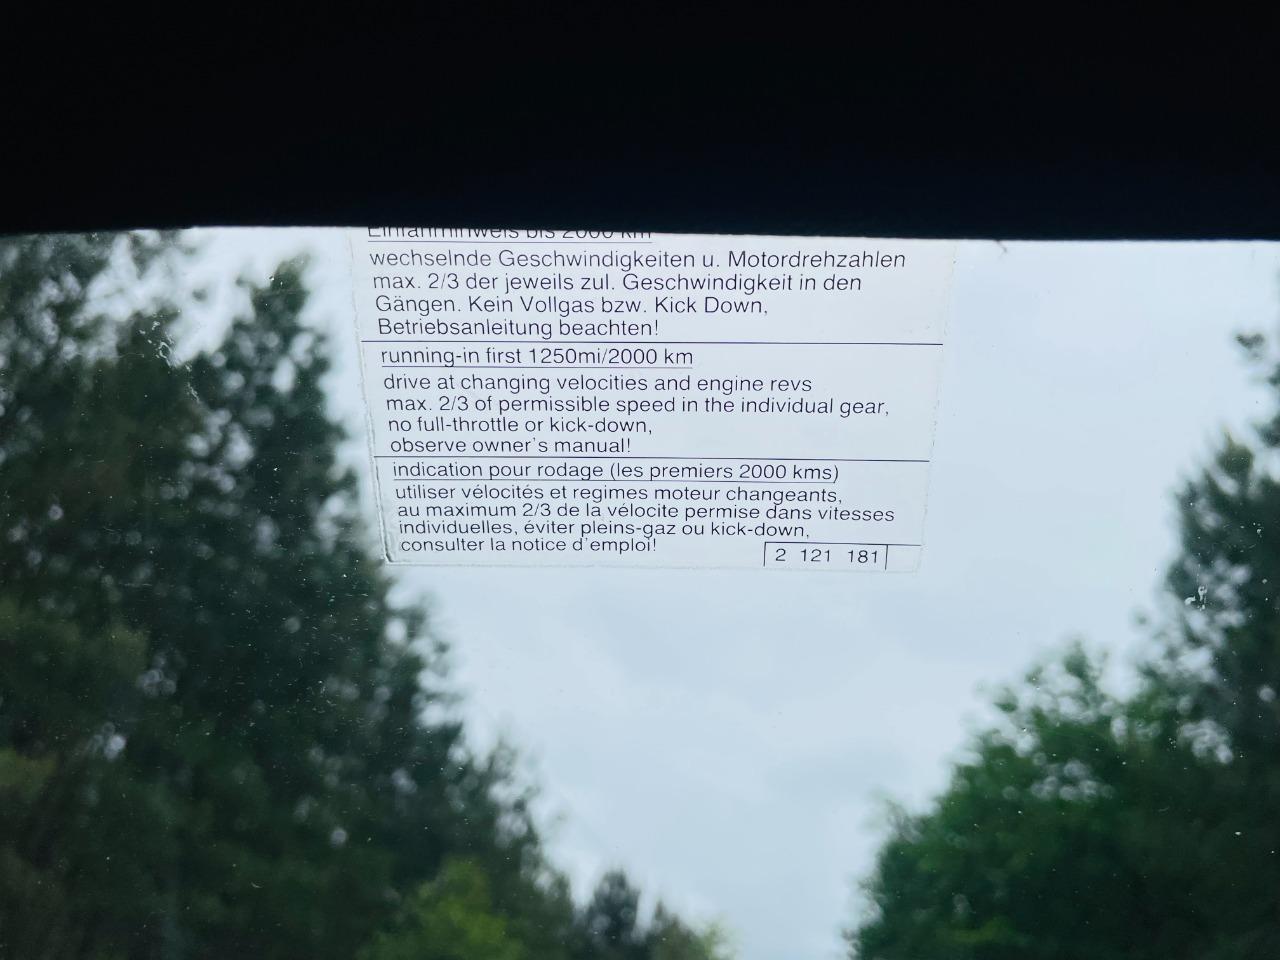 Einfahrhinweis bis 2000 km
wechselnde Geschwindigkeiten u. Motordrehzahlen
max. 2/3 der jeweils zul. Geschwindigkeit in den
Gängen. Kein Vollgas bzw. Kick Down,
Betriebsanleitung beachten!
running-in first 1250mi/2000 km
drive at changing velocities and engine revs
max. 2/3 of permissible speed in the individual gear,
no full-throttle or kick-down,
observe owner's manual!
indication pour rodage (les premiers 2000 kms)
utiliser vélocités et regimes moteur changeants,
au maximum 2/3 de la vélocite permise dans vitesses
individuelles, éviter pleins-gaz ou kick-down,
consulter la notice d'emploi!
2 121 181